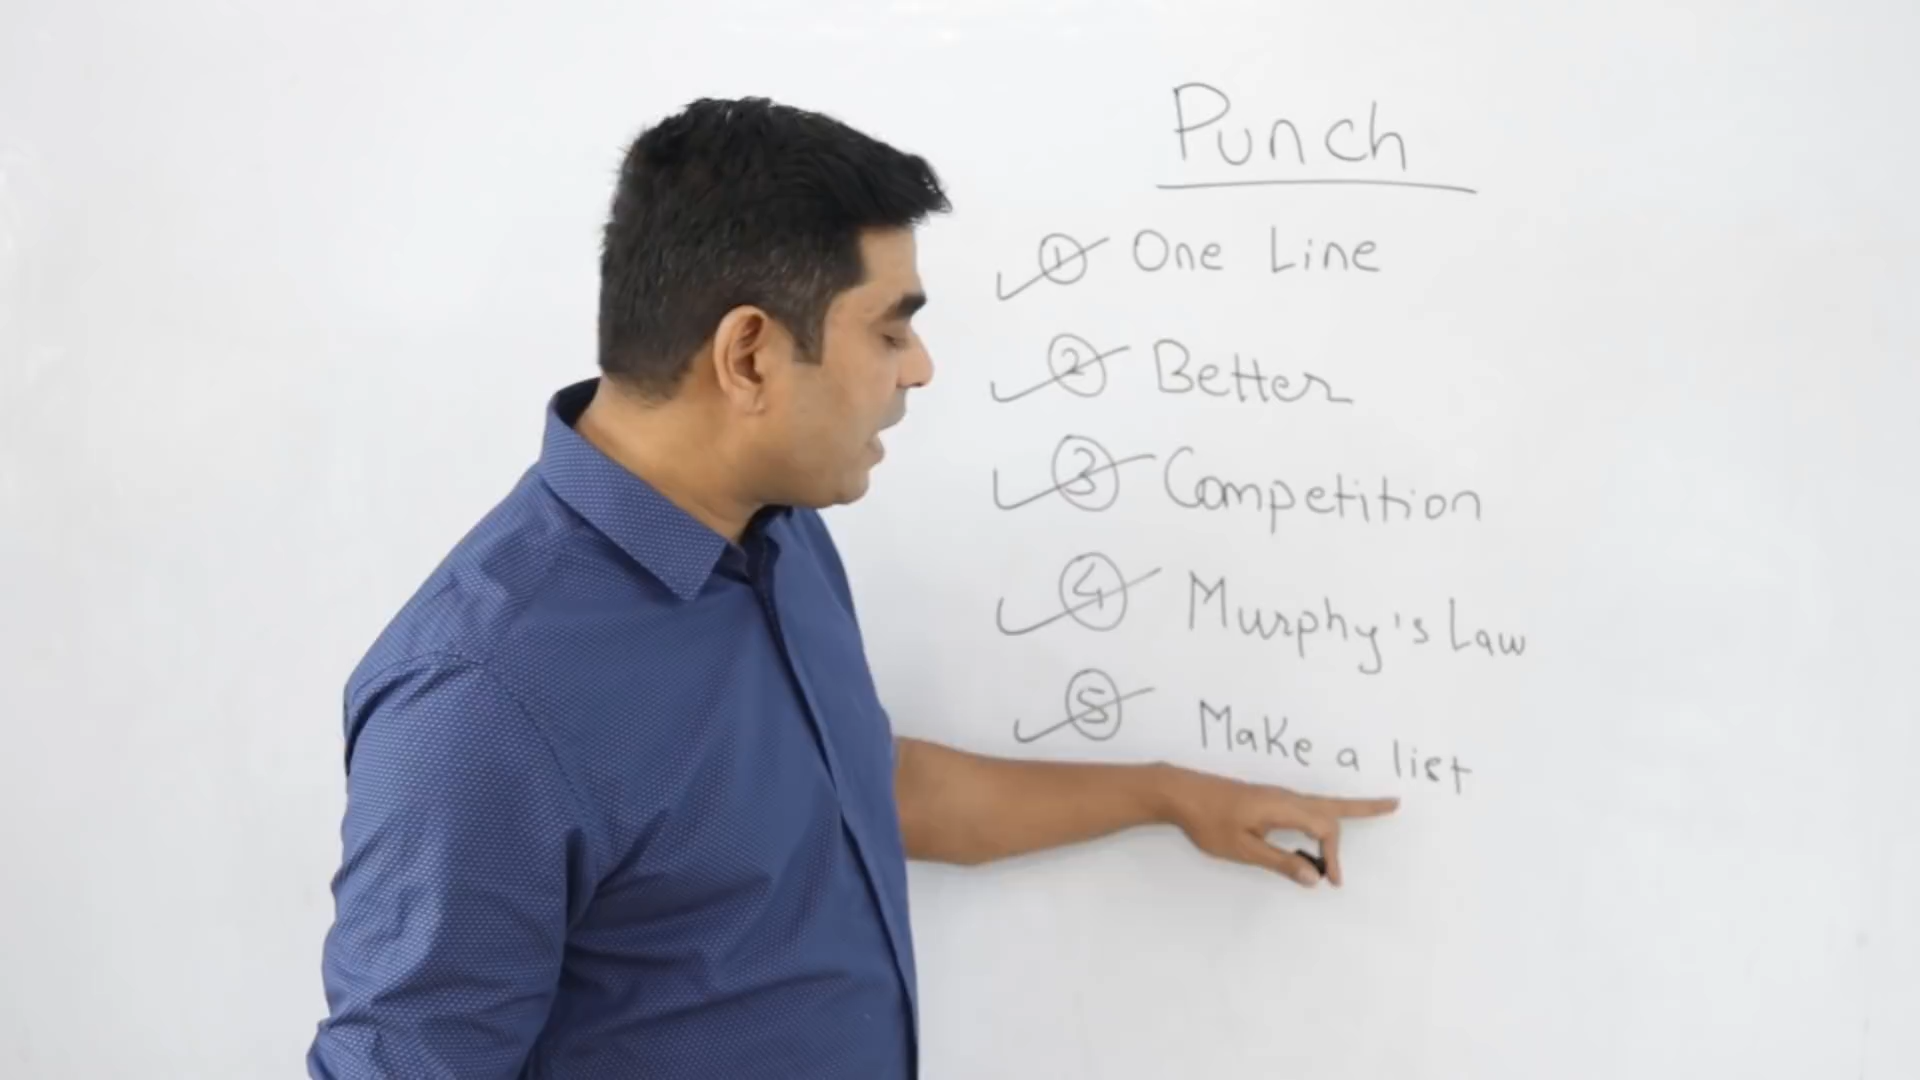 Punch
1 One Line
2 Better
3 Competition
4 Murphy's Law
5 Make a list